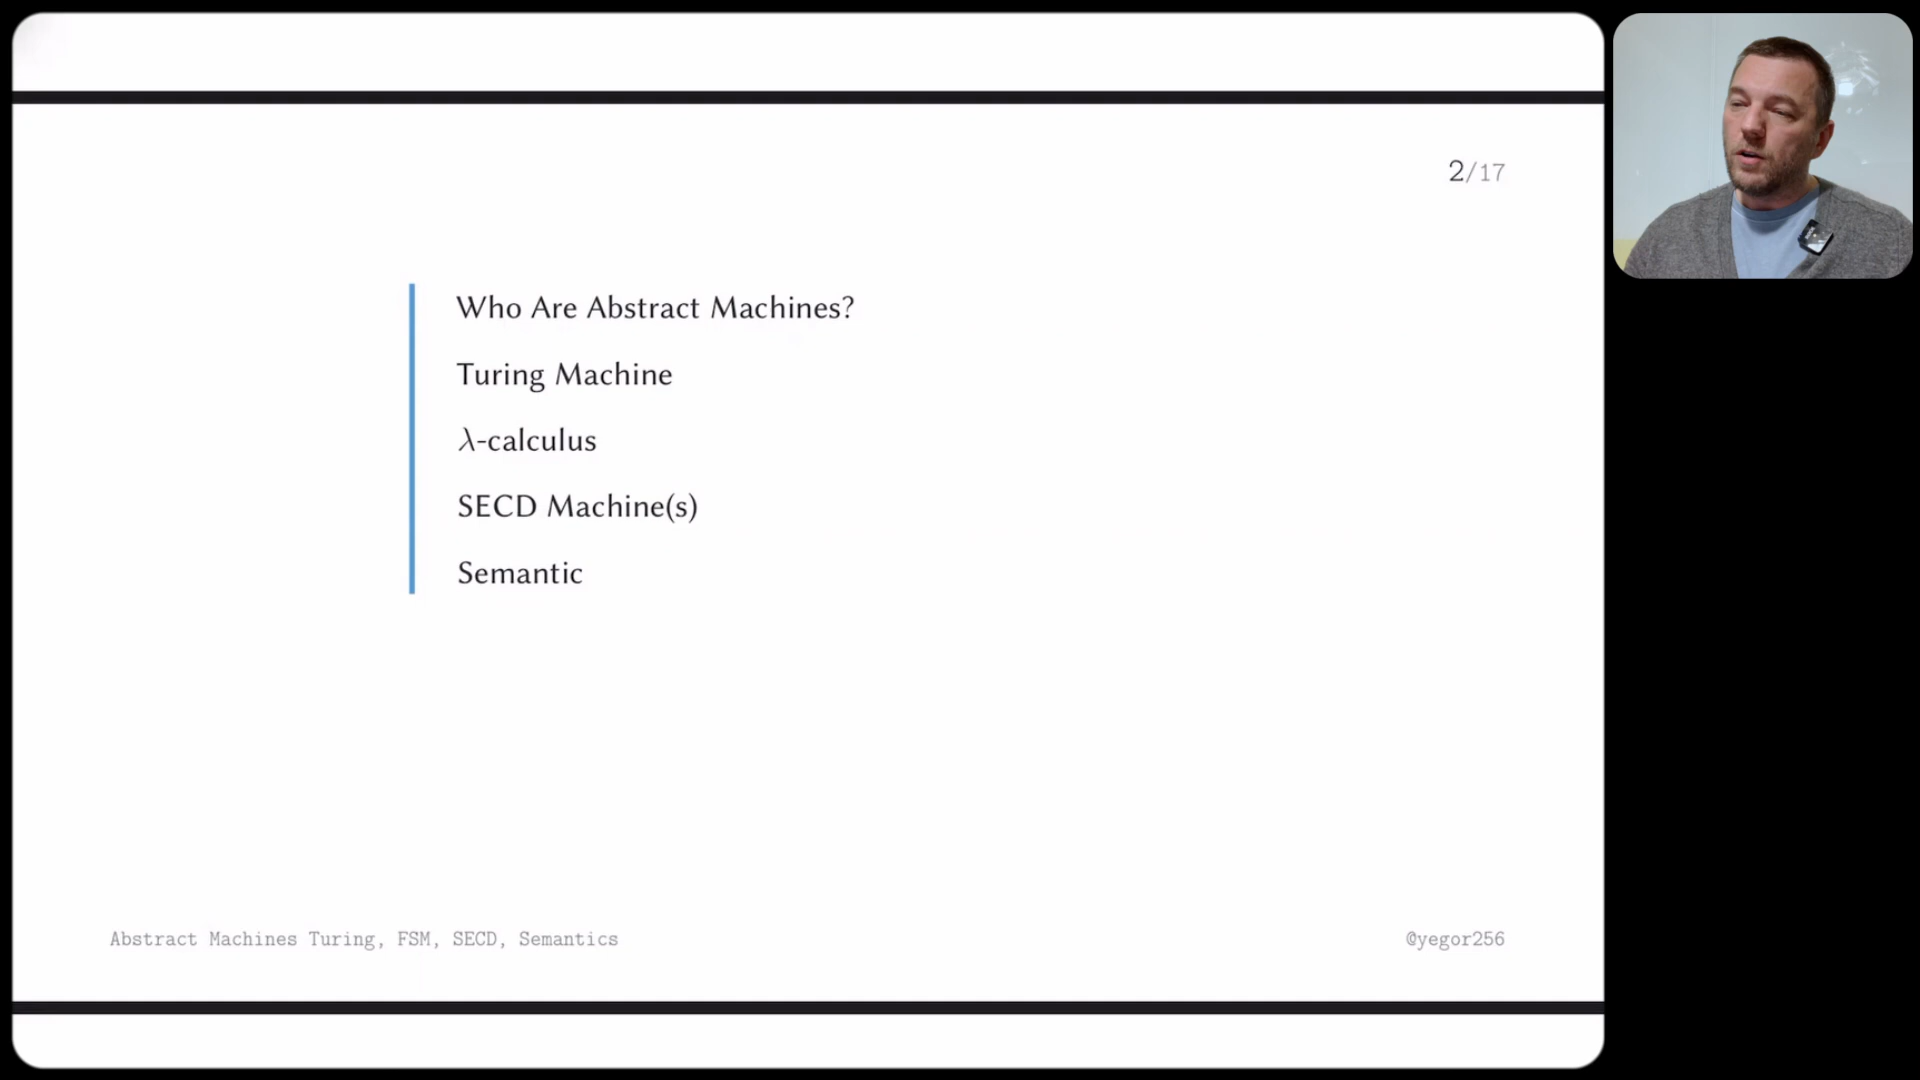 2/17
Who Are Abstract Machines?
Turing Machine
λ-calculus
SECD Machine(s)
Semantic
Abstract Machines Turing, FSM, SECD, Semantics
@yegor256